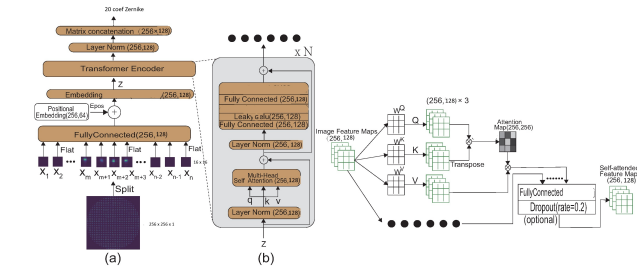 20 coef Zernike
Matrix concatenation (256×128)
Layer Norm (256,128)
Transformer Encoder
Z
Embedding (256,128)
Positional
Embedding(256,64)
Epos
+
FullyConnected(256,128)
Flat Flat Flat
16 x 16
X1 X2 Xm Xm+1 Xm+2 Xm+3 Xn-2 Xn-1 Xn
Split
256 x 256 x 1
(a)
x N
+
Fully Connected (256,128)
Leaky Relu(256,128)
Fully Connected (256,128)
Layer Norm (256,128)
+
Multi-Head
Self Attention (256,128)
q k v
Layer Norm (256,128)
Z
(b)
Image Feature Maps
(256, 128)
WQ
Q
WK
K
WV
V
(256,128)×3
Transpose
Attention
Map(256,256)
FullyConnected
Dropout(rate=0.2)
(optional)
Self-attended
Feature Maps
(256, 128)